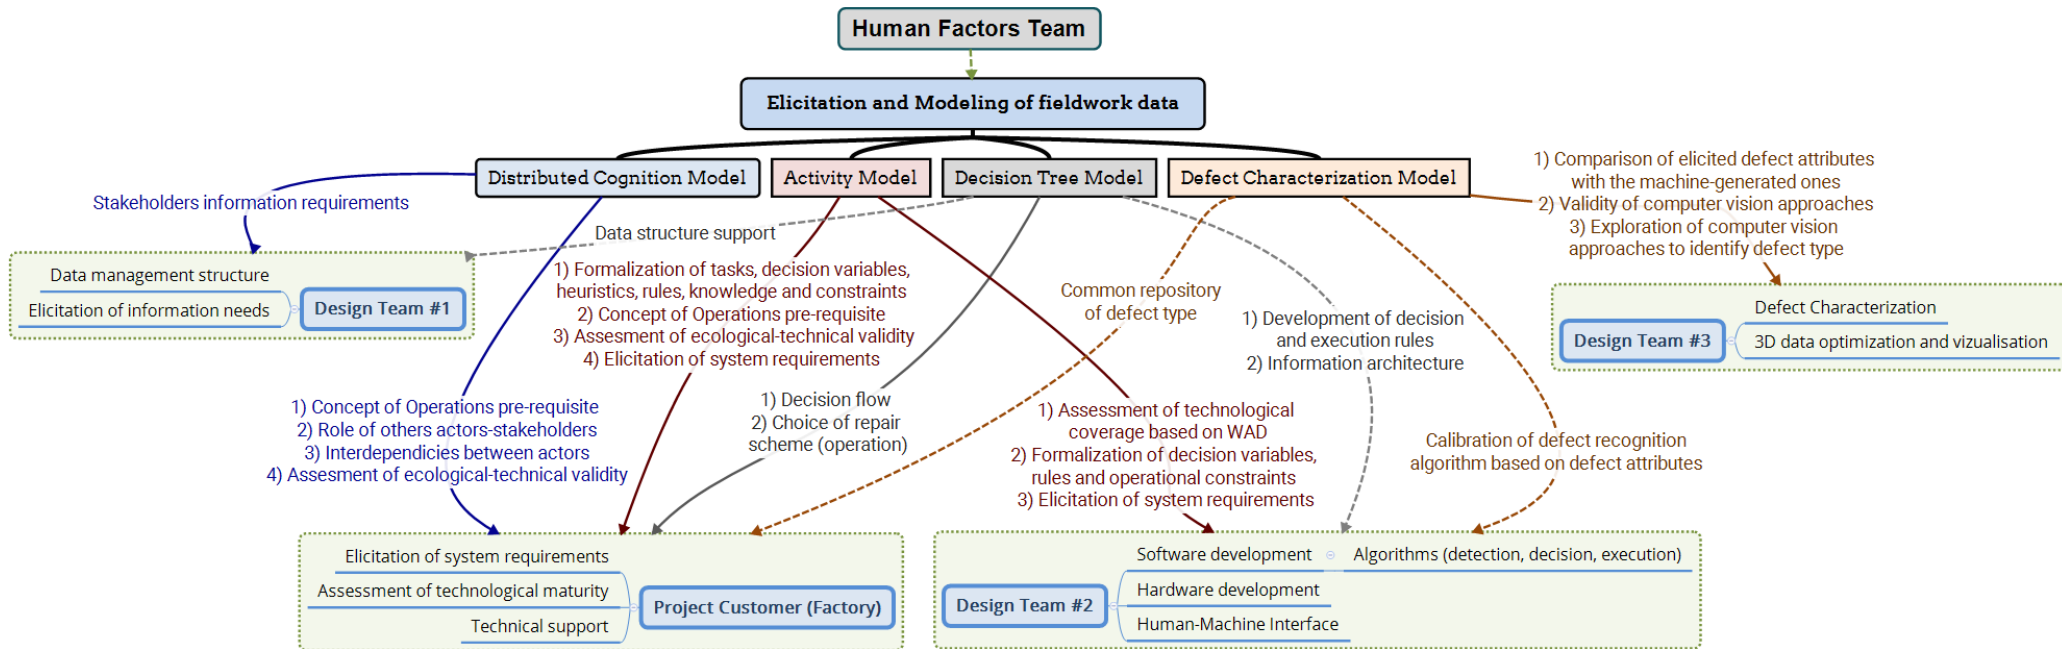 Human Factors Team
Elicitation and Modeling of fieldwork data
Distributed Cognition Model
Activity Model
Decision Tree Model
Defect Characterization Model
Stakeholders information requirements
Data structure support
1) Comparison of elicited defect attributes
with the machine-generated ones
2) Validity of computer vision approaches
3) Exploration of computer vision
approaches to identify defect type
Data management structure
Elicitation of information needs
Design Team #1
1) Formalization of tasks, decision variables,
heuristics, rules, knowledge and constraints
2) Concept of Operations pre-requisite
3) Assesment of ecological-technical validity
4) Elicitation of system requirements
Common repository
of defect type
1) Development of decision
and execution rules
2) Information architecture
Design Team #3
Defect Characterization
3D data optimization and vizualisation
1) Concept of Operations pre-requisite
2) Role of others actors-stakeholders
3) Interdependicies between actors
4) Assesment of ecological-technical validity
1) Decision flow
2) Choice of repair
scheme (operation)
1) Assessment of technological
coverage based on WAD
2) Formalization of decision variables,
rules and operational constraints
3) Elicitation of system requirements
Calibration of defect recognition
algorithm based on defect attributes
Elicitation of system requirements
Assessment of technological maturity
Technical support
Project Customer (Factory)
Design Team #2
Software development
Algorithms (detection, decision, execution)
Hardware development
Human-Machine Interface